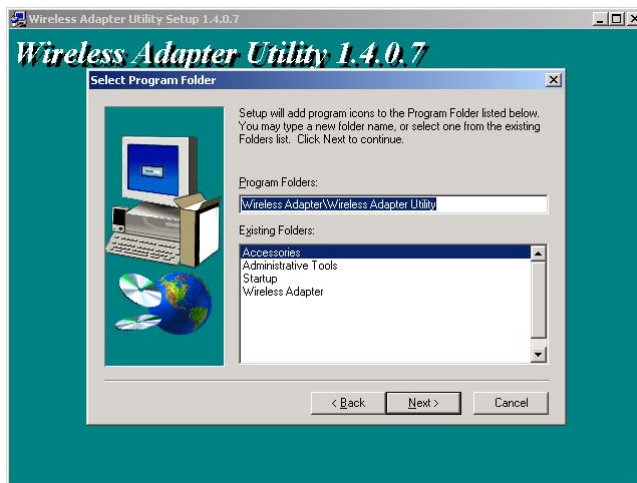 Wireless Adapter Utility Setup 1.4.0.7
Wireless Adapter Utility 1.4.0.7
Select Program Folder
Setup will add program icons to the Program Folder listed below.
You may type a new folder name, or select one from the existing
Folders list. Click Next to continue.
Program Folders:
Wireless Adapter\Wireless Adapter Utility
Existing Folders:
Accessories
Administrative Tools
Startup
Wireless Adapter
< Back
Next >
Cancel